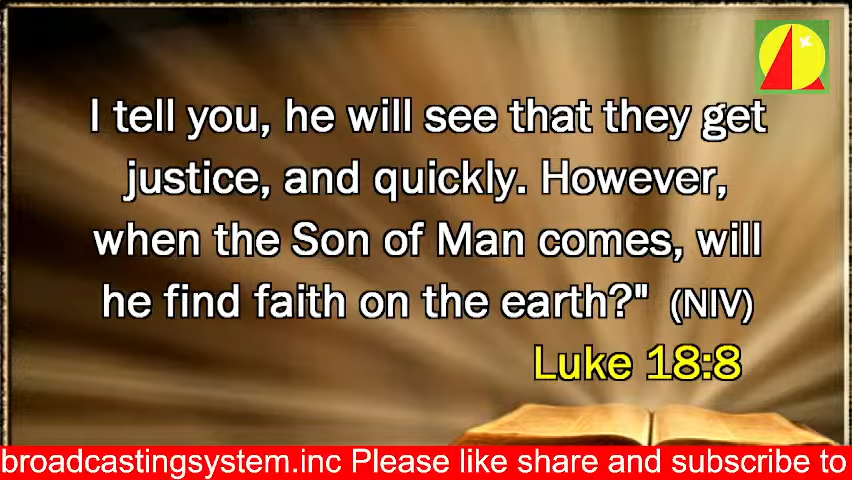 I tell you, he will see that they get
justice, and quickly. However,
when the Son of Man comes, will
he find faith on the earth?" (NIV)
Luke 18:8
broadcastingsystem.inc Please like share and subscribe to